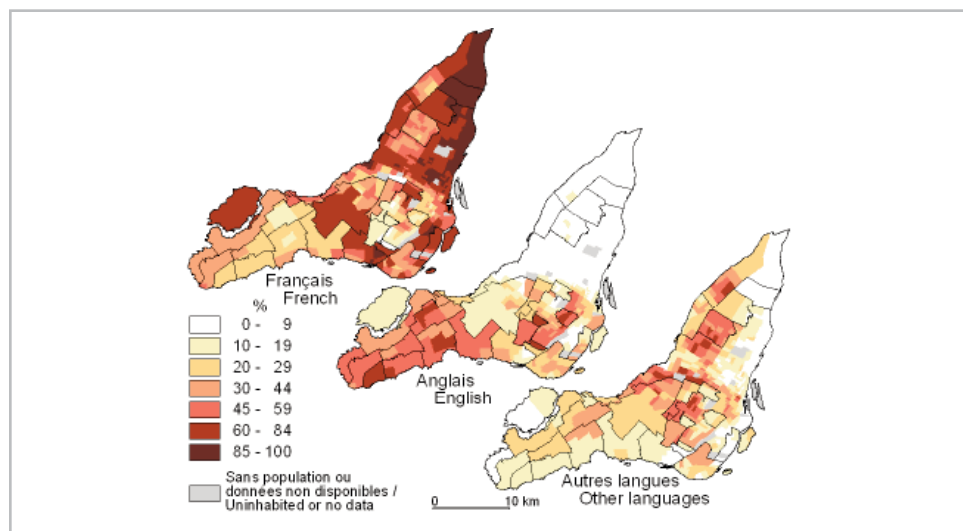 Français
French
%
0 - 9
10 - 19
20 - 29
30 - 44
45 - 59
60 - 84
85 - 100
Sans population ou
données non disponibles /
Uninhabited or no data
Anglais
English
0 10 km
Autres langues
Other languages